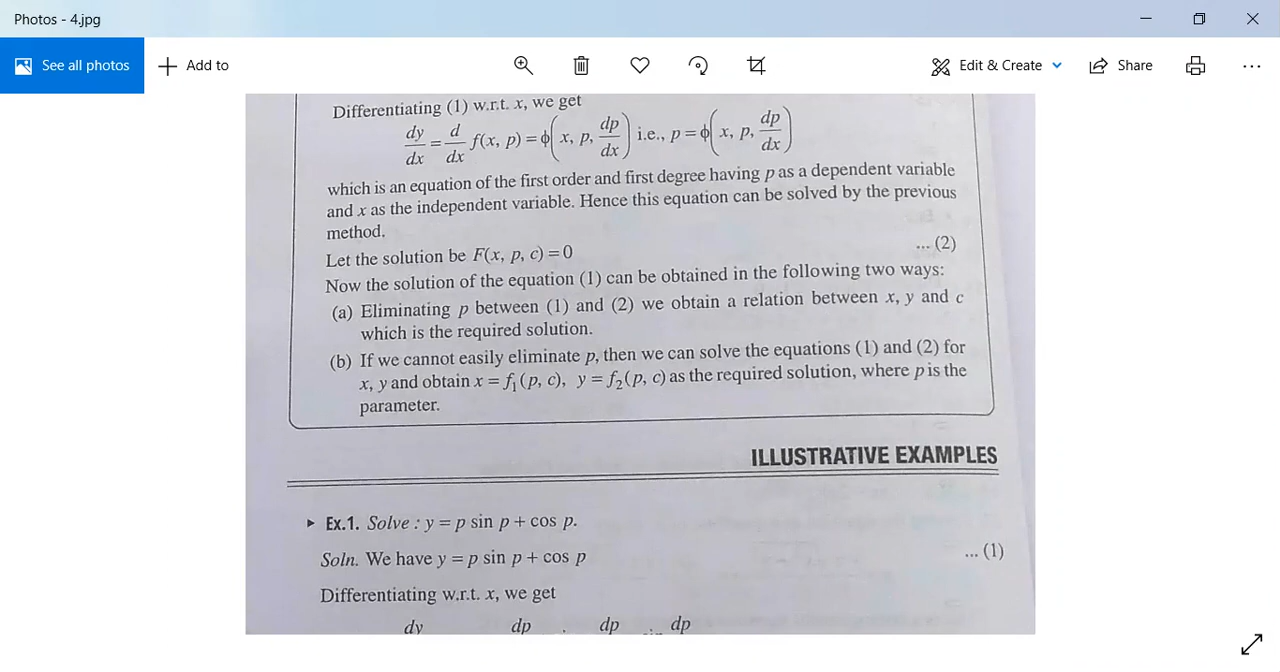 Photos - 4.jpg
See all photos
Add to
Edit & Create
Share
Differentiating (1) w.r.t. x, we get
dy/dx = d/dx f(x, p) = ϕ(x, p, dp/dx) i.e., p = ϕ(x, p, dp/dx)
which is an equation of the first order and first degree having p as a dependent variable
and x as the independent variable. Hence this equation can be solved by the previous
method.
Let the solution be F(x, p, c) = 0 ... (2)
Now the solution of the equation (1) can be obtained in the following two ways:
(a) Eliminating p between (1) and (2) we obtain a relation between x, y and c
which is the required solution.
(b) If we cannot easily eliminate p, then we can solve the equations (1) and (2) for
x, y and obtain x = f₁(p, c), y = f₂(p, c) as the required solution, where p is the
parameter.
ILLUSTRATIVE EXAMPLES
▸ Ex.1. Solve : y = p sin p + cos p.
Soln. We have y = p sin p + cos p ... (1)
Differentiating w.r.t. x, we get
dy dp dp dp